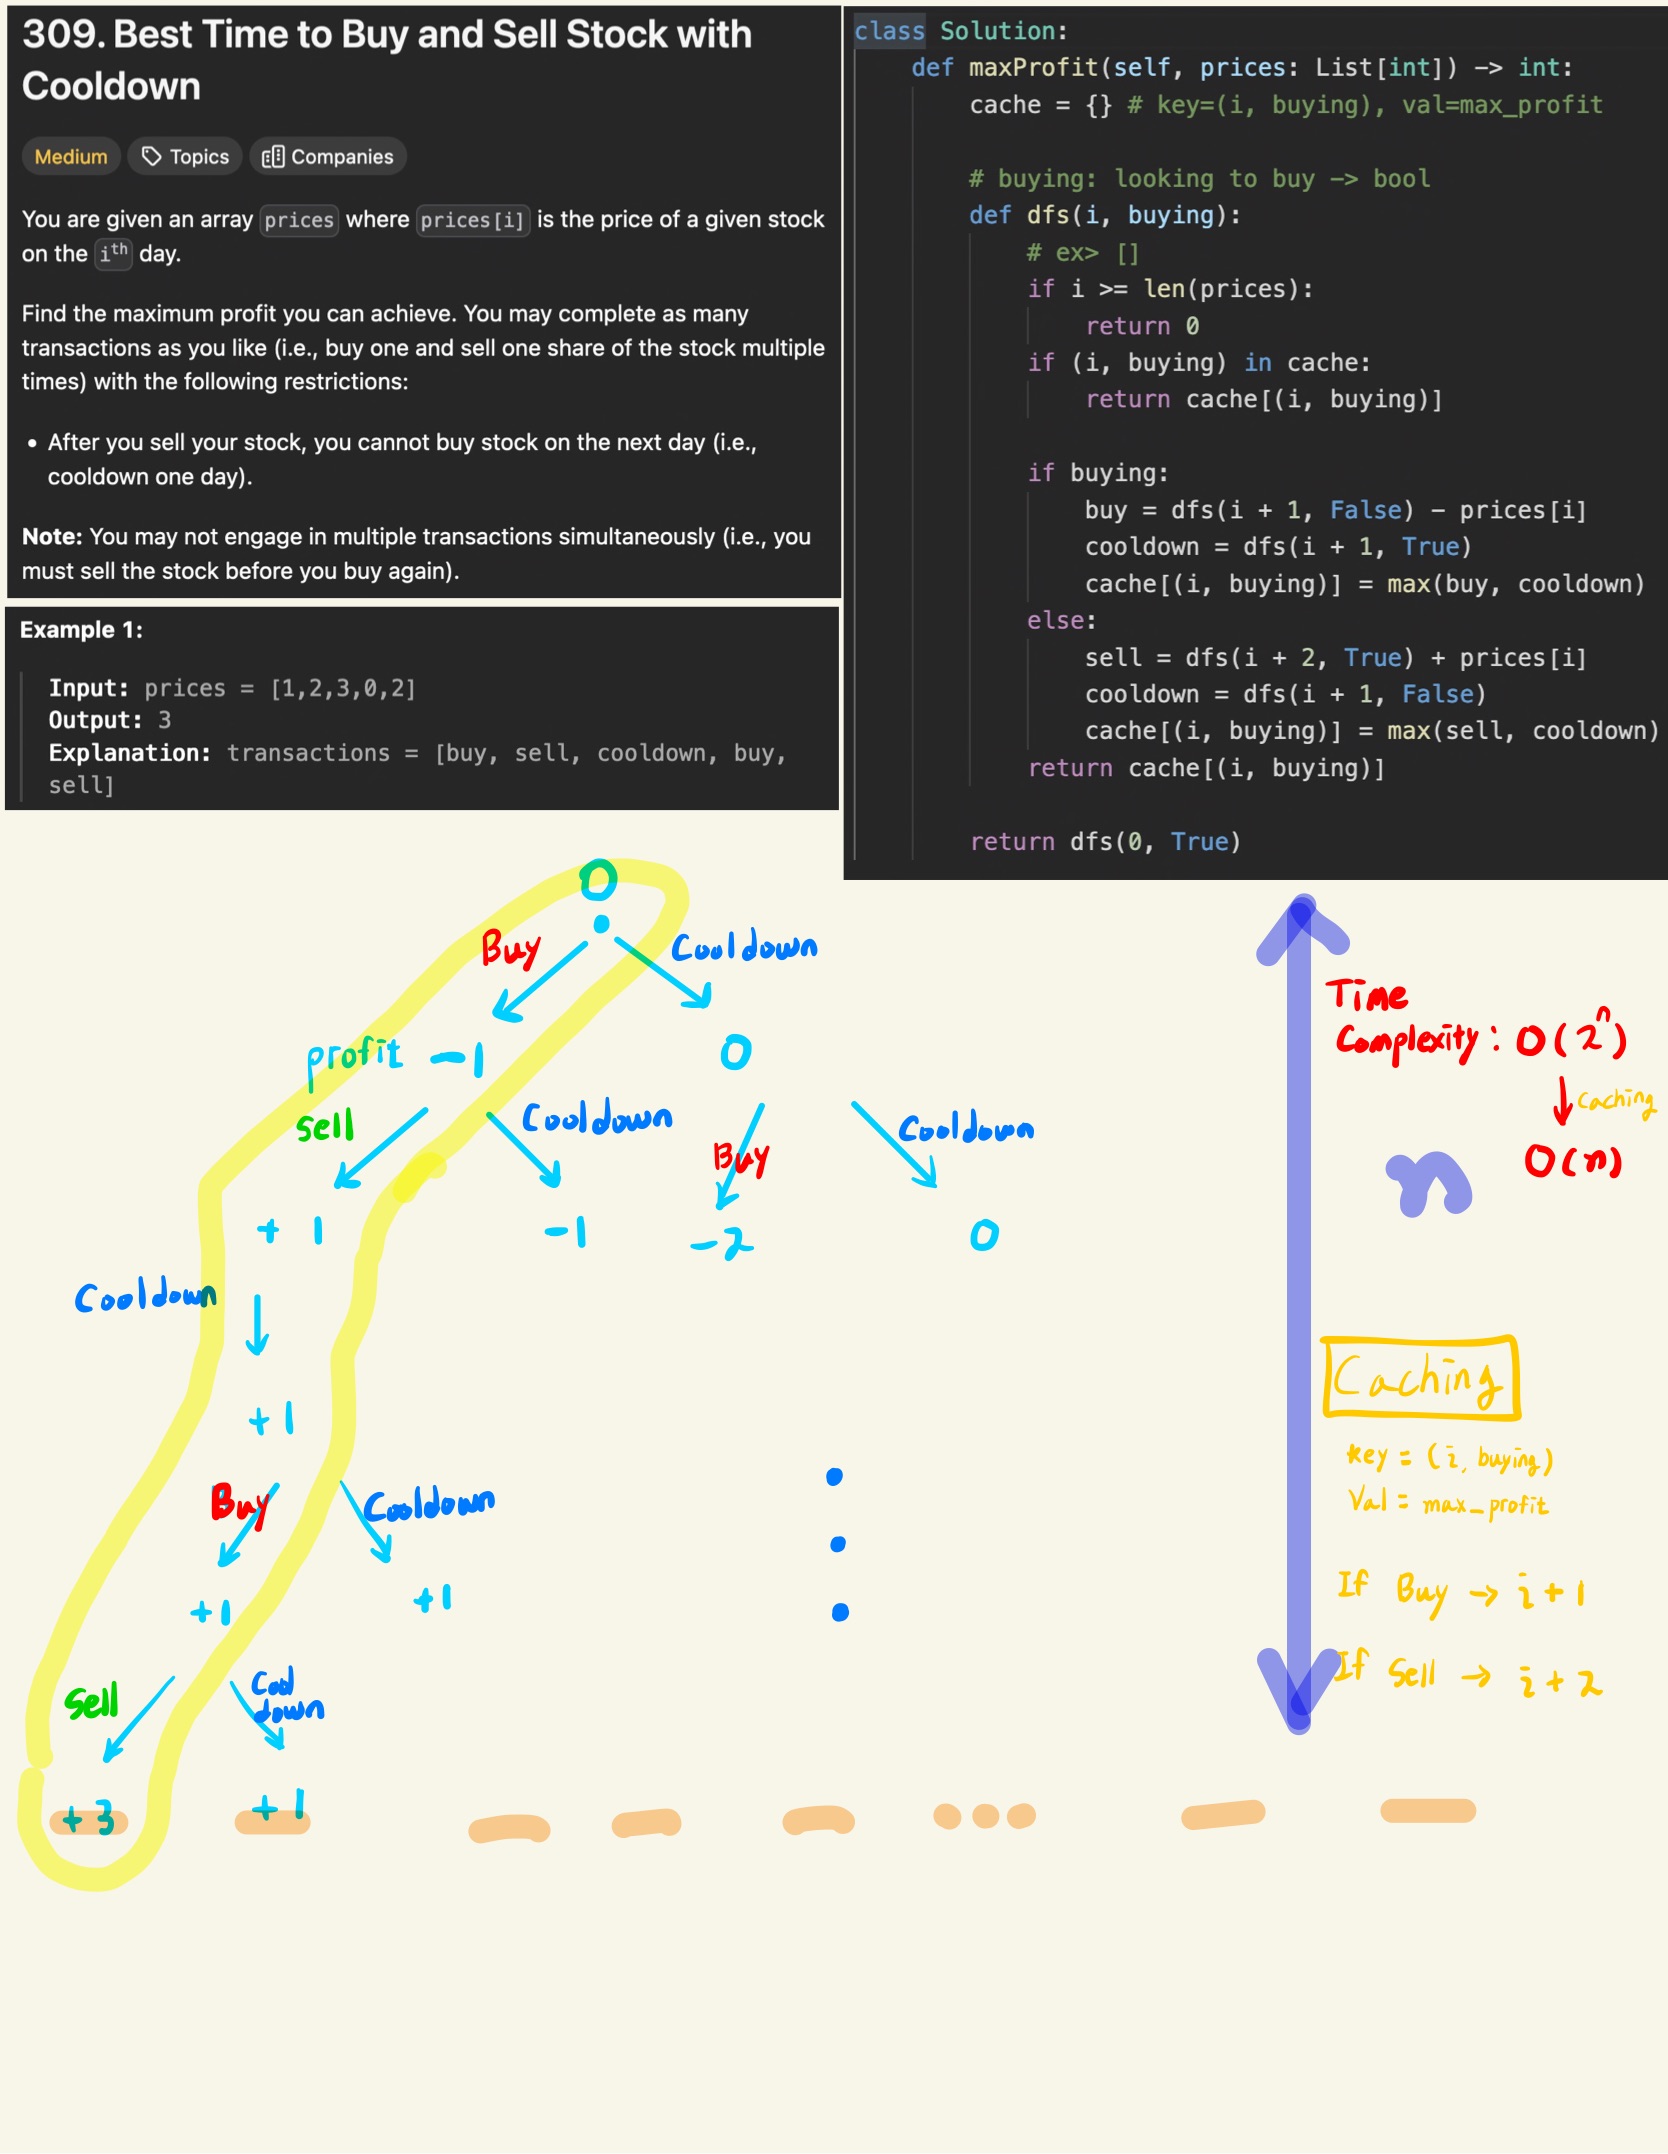 309. Best Time to Buy and Sell Stock with
Cooldown
Medium Topics Companies
You are given an array prices where prices[i] is the price of a given stock
on the ith day.
Find the maximum profit you can achieve. You may complete as many
transactions as you like (i.e., buy one and sell one share of the stock multiple
times) with the following restrictions:
• After you sell your stock, you cannot buy stock on the next day (i.e.,
cooldown one day).
Note: You may not engage in multiple transactions simultaneously (i.e., you
must sell the stock before you buy again).
Example 1:
Input: prices = [1,2,3,0,2]
Output: 3
Explanation: transactions = [buy, sell, cooldown, buy,
sell]
class Solution:
def maxProfit(self, prices: List[int]) -> int:
cache = {} # key=(i, buying), val=max_profit
# buying: looking to buy -> bool
def dfs(i, buying):
# ex> []
if i >= len(prices):
return 0
if (i, buying) in cache:
return cache[(i, buying)]
if buying:
buy = dfs(i + 1, False) - prices[i]
cooldown = dfs(i + 1, True)
cache[(i, buying)] = max(buy, cooldown)
else:
sell = dfs(i + 2, True) + prices[i]
cooldown = dfs(i + 1, False)
cache[(i, buying)] = max(sell, cooldown)
return cache[(i, buying)]
return dfs(0, True)
0
Buy Cooldown
profit -1 0
sell Cooldown Buy Cooldown
+1 -1 -2 0
Cooldown
+1
Buy Cooldown
+1 +1
Sell Cool
down
+3 +1
Time
Complexity: O(2^n)
Caching
O(n)
n
Caching
key = (i, buying)
Val = max_profit
If Buy → i+1
If Sell → i+2